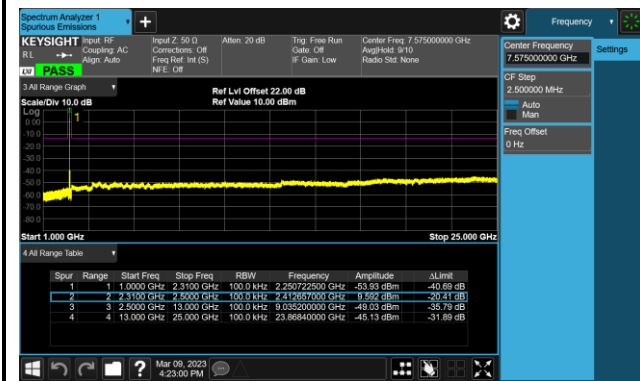 Spectrum Analyzer 1
Spurious Emissions
Frequency
KEYSIGHT
RL
PASS
Input: RF
Coupling: AC
Align: Auto
Input Z: 50 Ω
Corrections: Off
Freq Ref: Int (S)
NFE: Off
Atten: 20 dB
Trig: Free Run
Gate: Off
IF Gain: Low
Center Freq: 7.575000000 GHz
Avg|Hold: 9/10
Radio Std: None
Center Frequency
7.575000000 GHz
Settings
CF Step
2.500000 MHz
Auto
Man
Freq Offset
0 Hz
3 All Range Graph
Scale/Div 10.0 dB
Ref Lvl Offset 22.00 dB
Ref Value 10.00 dBm
Log
1
0.00
-10.0
-20.0
-30.0
-40.0
-50.0
-60.0
-70.0
-80.0
Start 1.000 GHz
Stop 25.000 GHz
4 All Range Table
Spur Range Start Freq Stop Freq RBW Frequency Amplitude ΔLimit
1 1 1.0000 GHz 2.3100 GHz 100.0 kHz 2.250722500 GHz -53.93 dBm -40.69 dB
2 2 2.3100 GHz 2.5000 GHz 100.0 kHz 2.412667000 GHz 9.592 dBm -20.41 dB
3 3 2.5000 GHz 13.000 GHz 100.0 kHz 9.035200000 GHz -49.03 dBm -35.79 dB
4 4 13.000 GHz 25.000 GHz 100.0 kHz 23.86840000 GHz -45.13 dBm -31.89 dB
?
Mar 09, 2023
4:23:00 PM